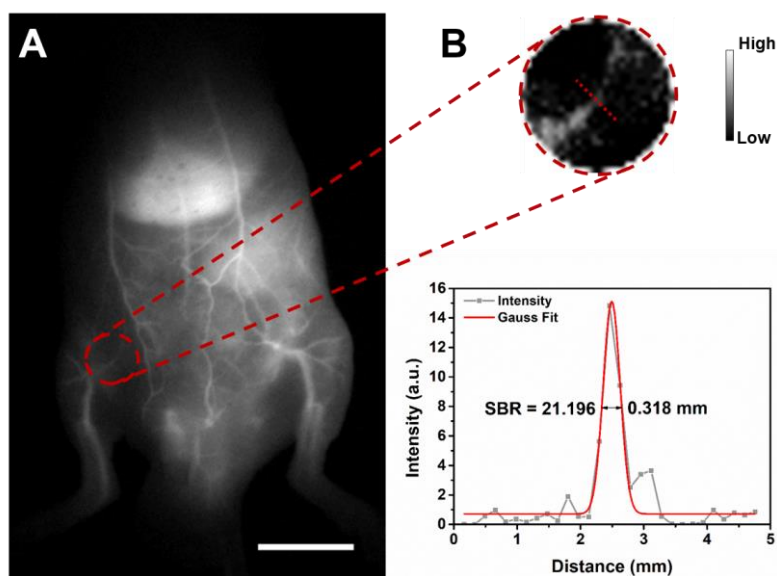 A
B
High
Low
16
14
12
10
8
6
4
2
0
Intensity
Gauss Fit
SBR = 21.196
0.318 mm
Intensity (a.u.)
0
1
2
3
4
5
Distance (mm)